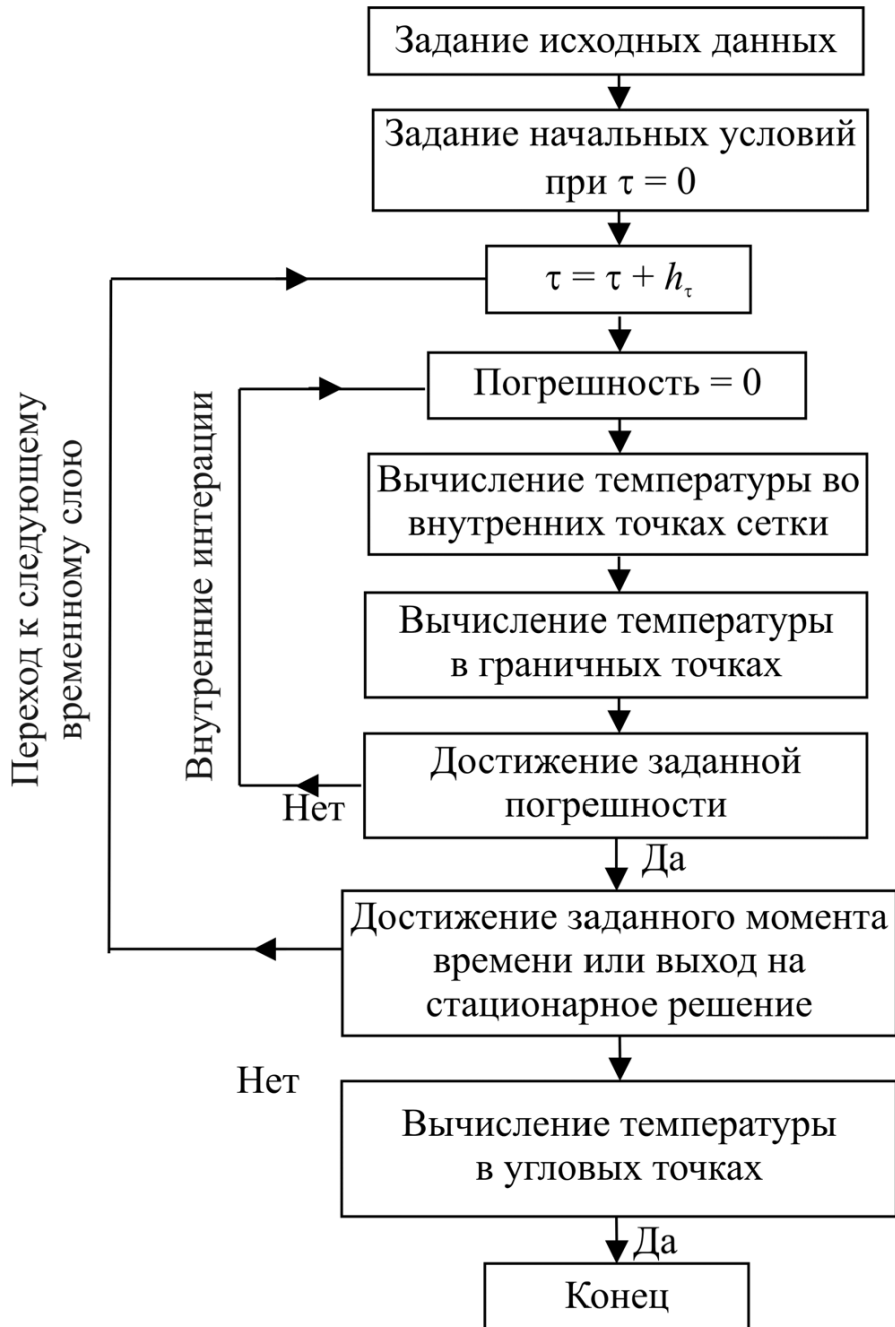 Задание исходных данных
Задание начальных условий
при τ = 0
τ = τ + hτ
Погрешность = 0
Вычисление температуры во
внутренних точках сетки
Вычисление температуры
в граничных точках
Достижение заданной
погрешности
Нет
Да
Достижение заданного момента
времени или выход на
стационарное решение
Нет
Вычисление температуры
в угловых точках
Да
Конец
Переход к следующему
временному слою
Внутренние интерации